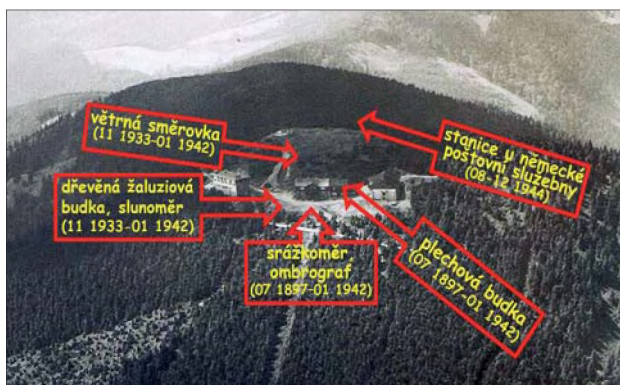 větrná směrovka
(11 1933-01 1942)
stanice u německé
poštovní služebny
(08-12 1944)
dřevěná žaluziová
budka, slunoměr
(11 1933-01 1942)
srážkoměr,
ombrograf
(07 1897-01 1942)
plechová budka
(07 1897-01 1942)